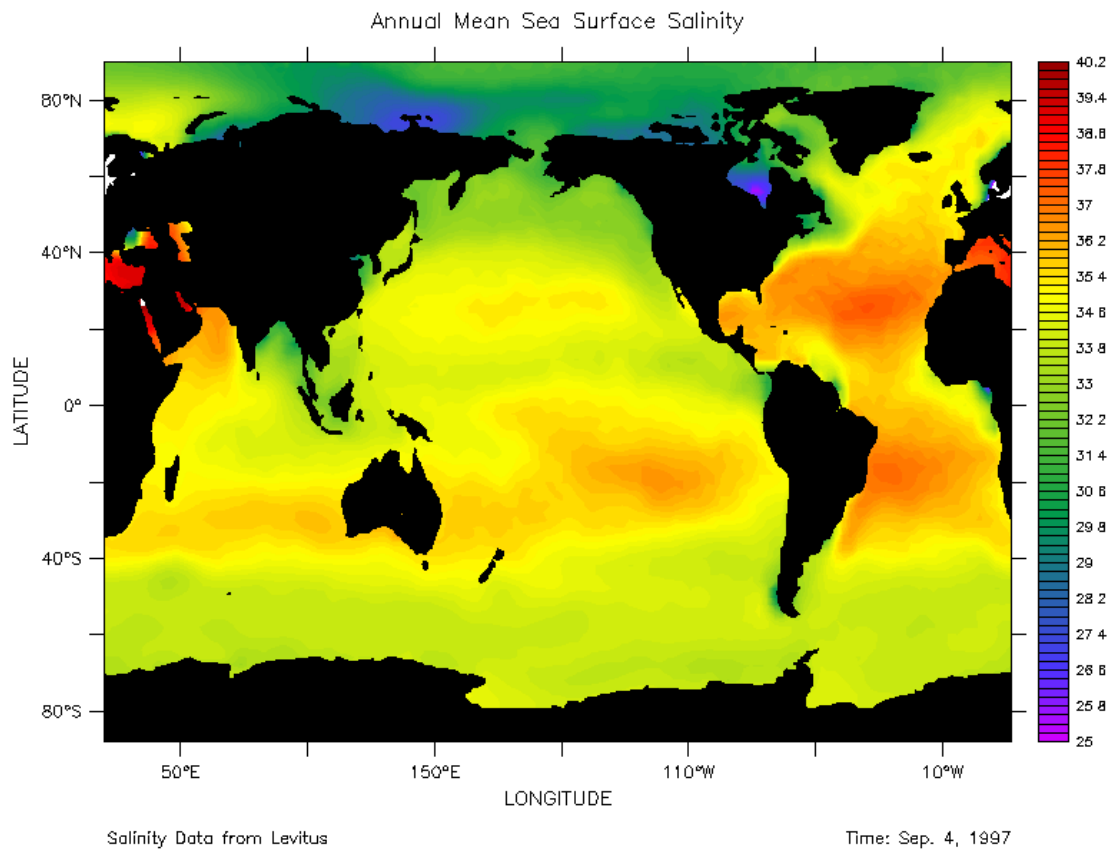 Annual Mean Sea Surface Salinity
80°N
40°N
0°
40°S
80°S
LATITUDE
50°E 150°E 110°W 10°W
LONGITUDE
40.2
39.4
38.6
37.8
37
36.2
35.4
34.6
33.8
33
32.2
31.4
30.6
29.8
29
28.2
27.4
26.6
25.8
25
Salinity Data from Levitus
Time: Sep. 4, 1997